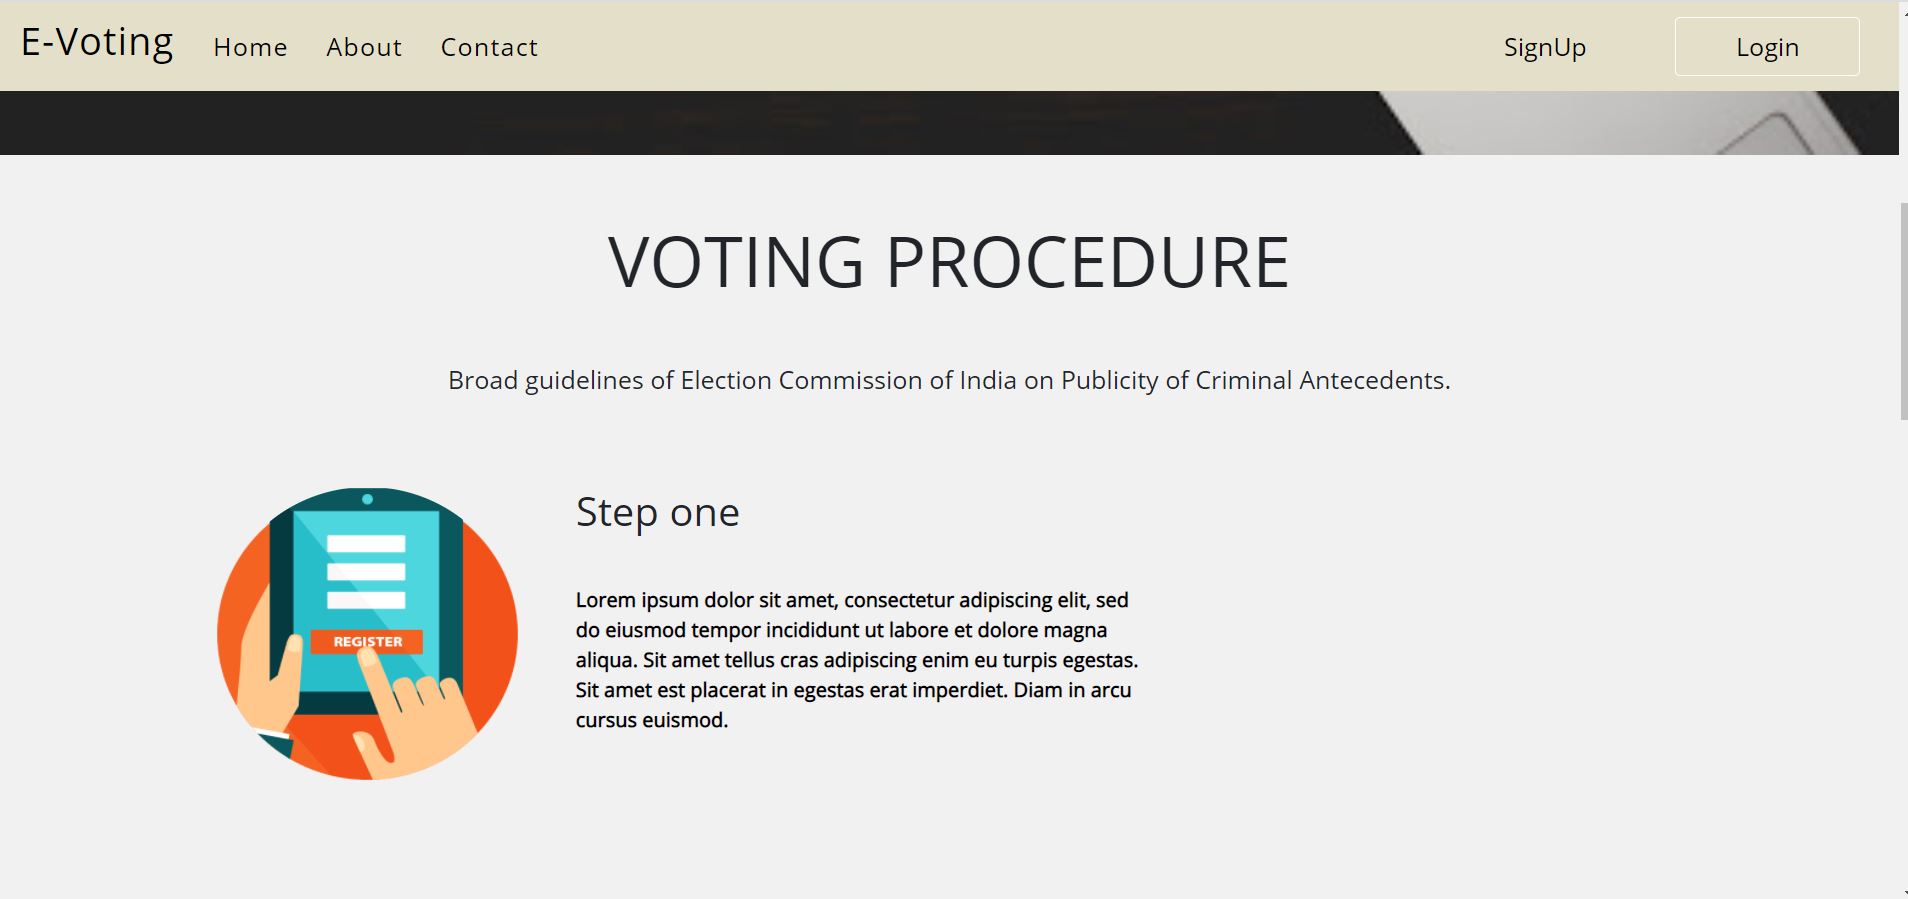 E-Voting Home About Contact SignUp Login
VOTING PROCEDURE
Broad guidelines of Election Commission of India on Publicity of Criminal Antecedents.
Step one
REGISTER
Lorem ipsum dolor sit amet, consectetur adipiscing elit, sed
do eiusmod tempor incididunt ut labore et dolore magna
aliqua. Sit amet tellus cras adipiscing enim eu turpis egestas.
Sit amet est placerat in egestas erat imperdiet. Diam in arcu
cursus euismod.